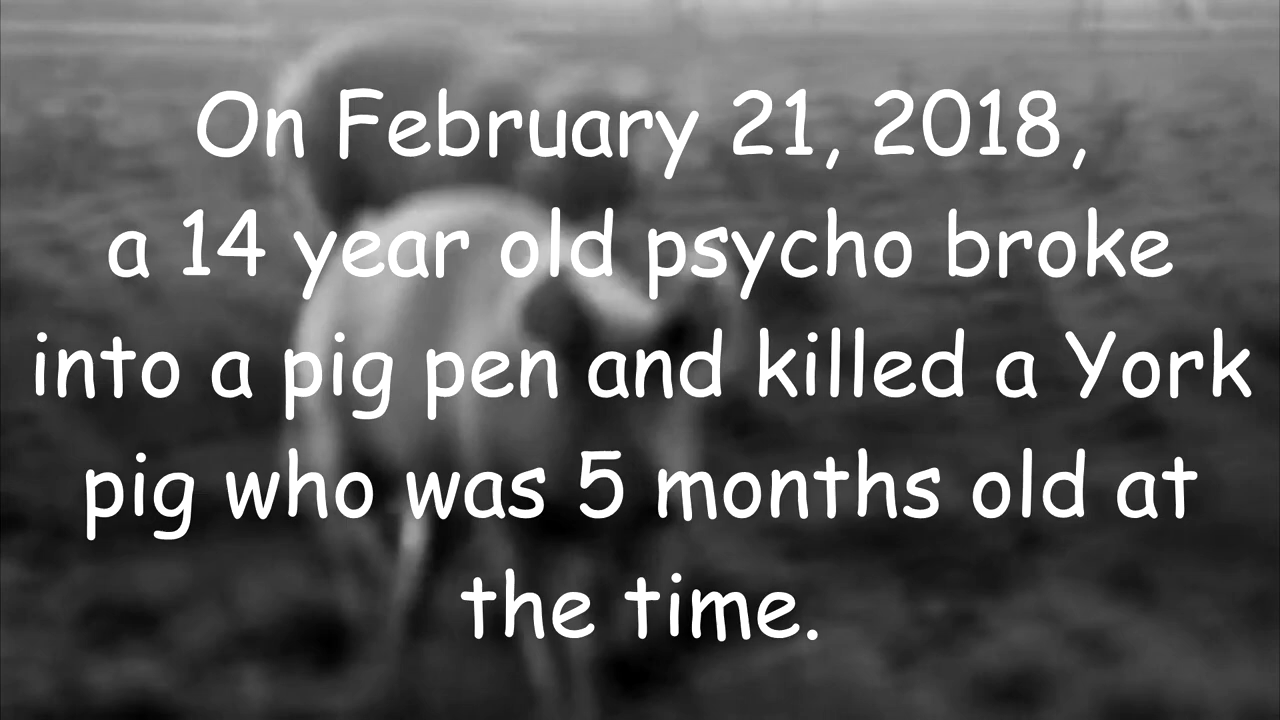 On February 21, 2018,
a 14 year old psycho broke
into a pig pen and killed a York
pig who was 5 months old at
the time.